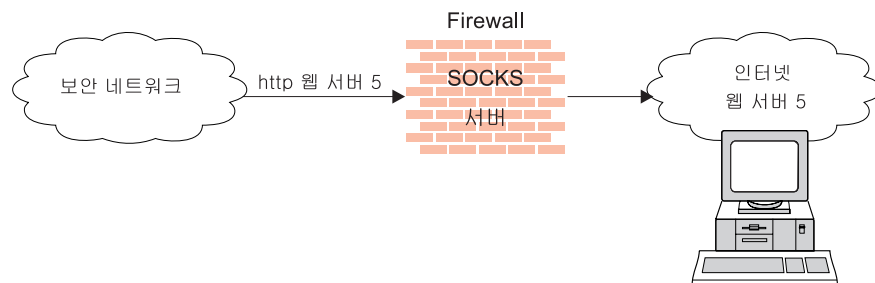 Firewall
보안 네트워크
http 웹 서버 5
SOCKS
서버
인터넷
웹 서버 5